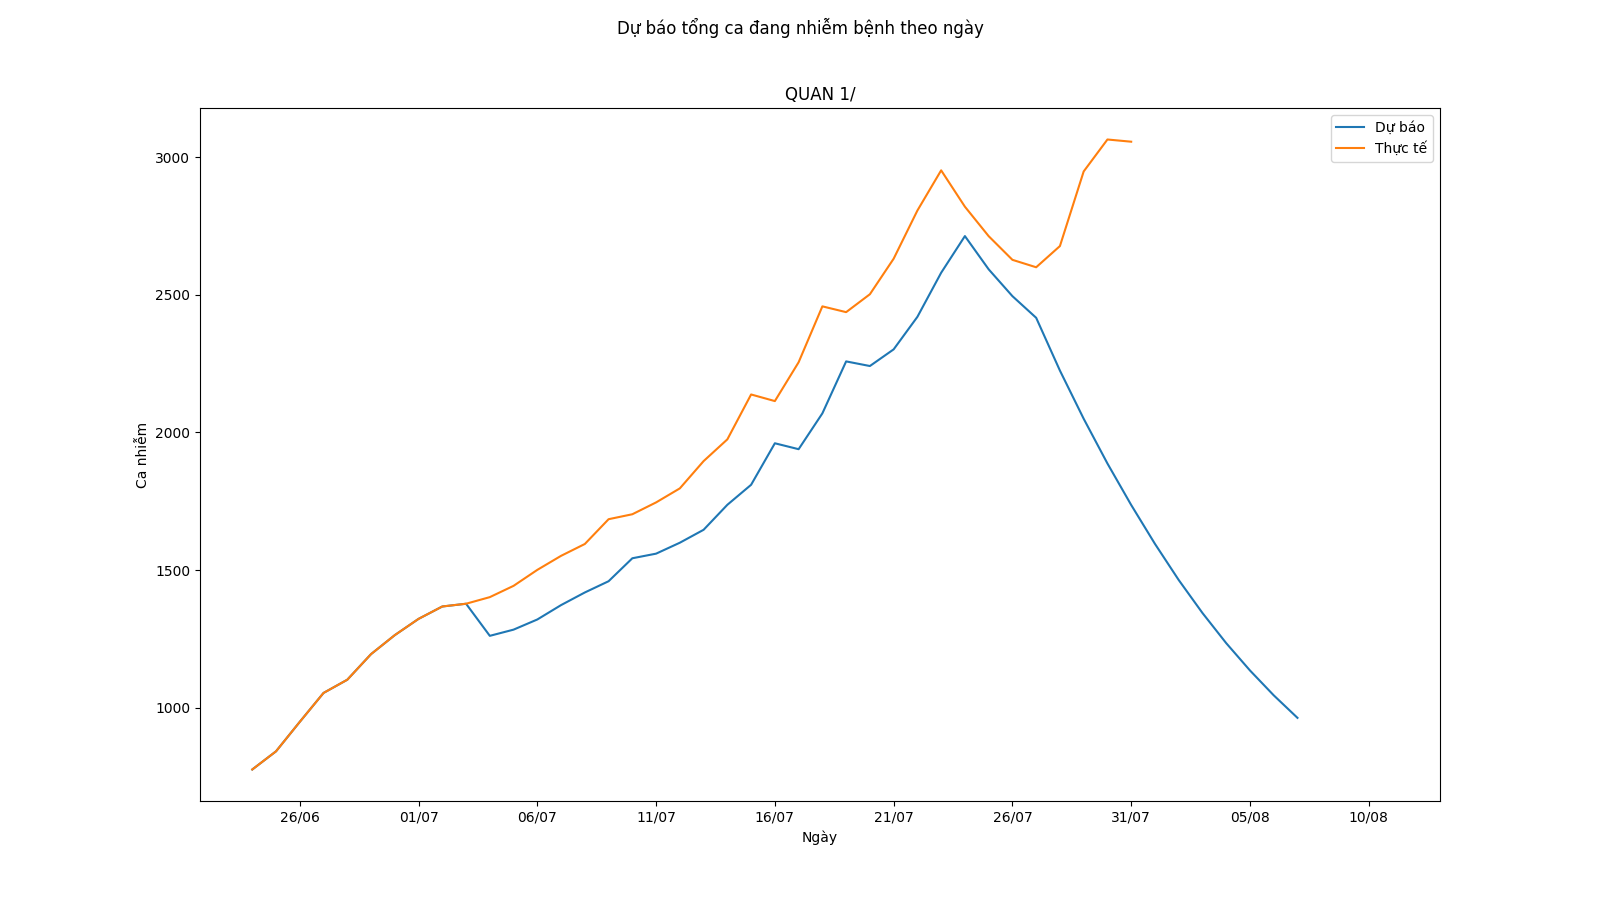 Dự báo tổng ca đang nhiễm bệnh theo ngày
QUAN 1/
Dự báo
Thực tế
3000
2500
2000
1500
1000
Ca nhiễm
26/06
01/07
06/07
11/07
16/07
21/07
26/07
31/07
05/08
10/08
Ngày